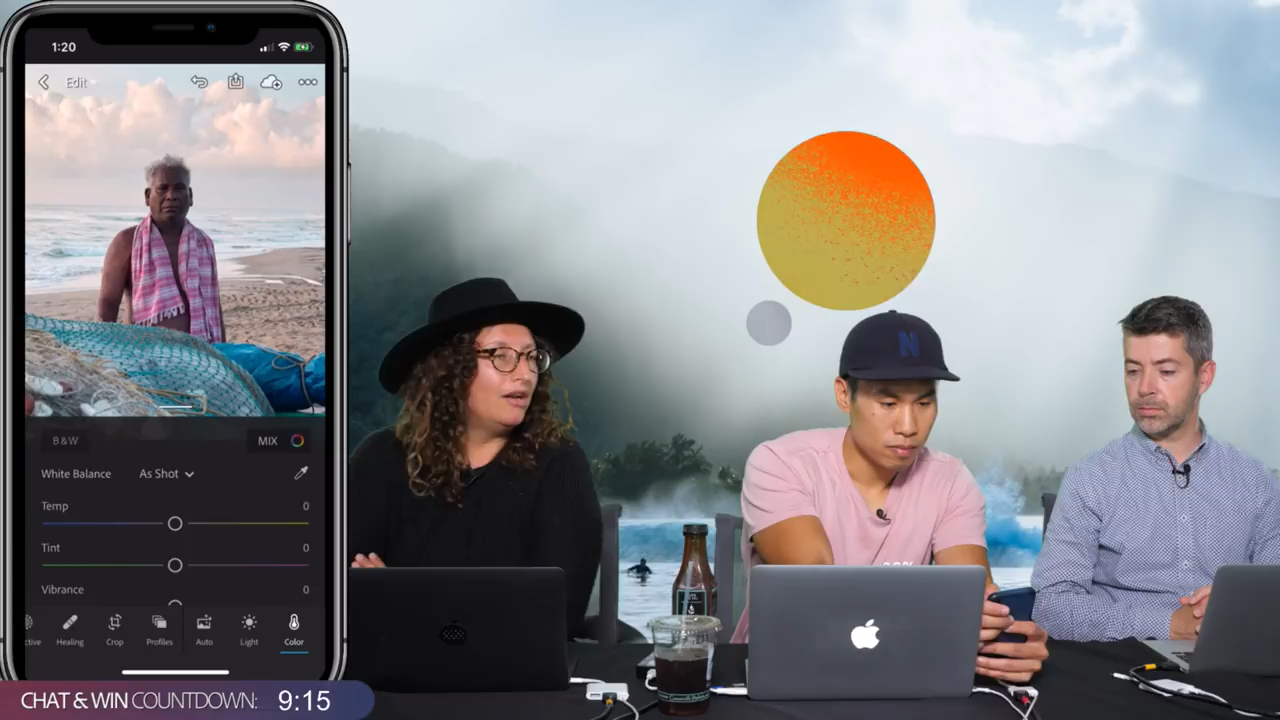 1:20
Edit
B&W
MIX
White Balance
As Shot
Temp
0
Tint
0
Vibrance
0
ctive
Healing
Crop
Profiles
Auto
Light
Color
N
CHAT & WIN COUNTDOWN: 9:15